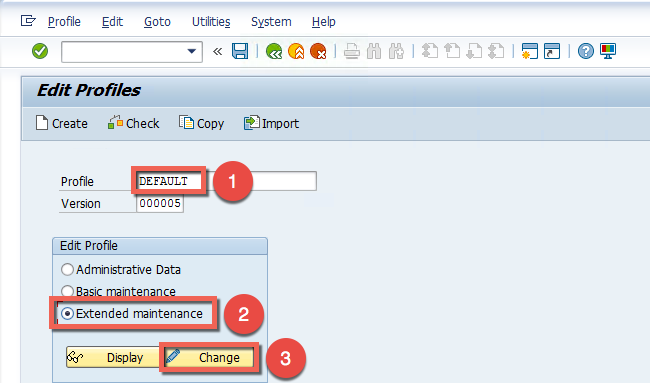 Profile Edit Goto Utilities System Help
Edit Profiles
Create Check Copy Import
Profile DEFAULT 1
Version 000005
Edit Profile
Administrative Data
Basic maintenance
Extended maintenance 2
Display Change 3